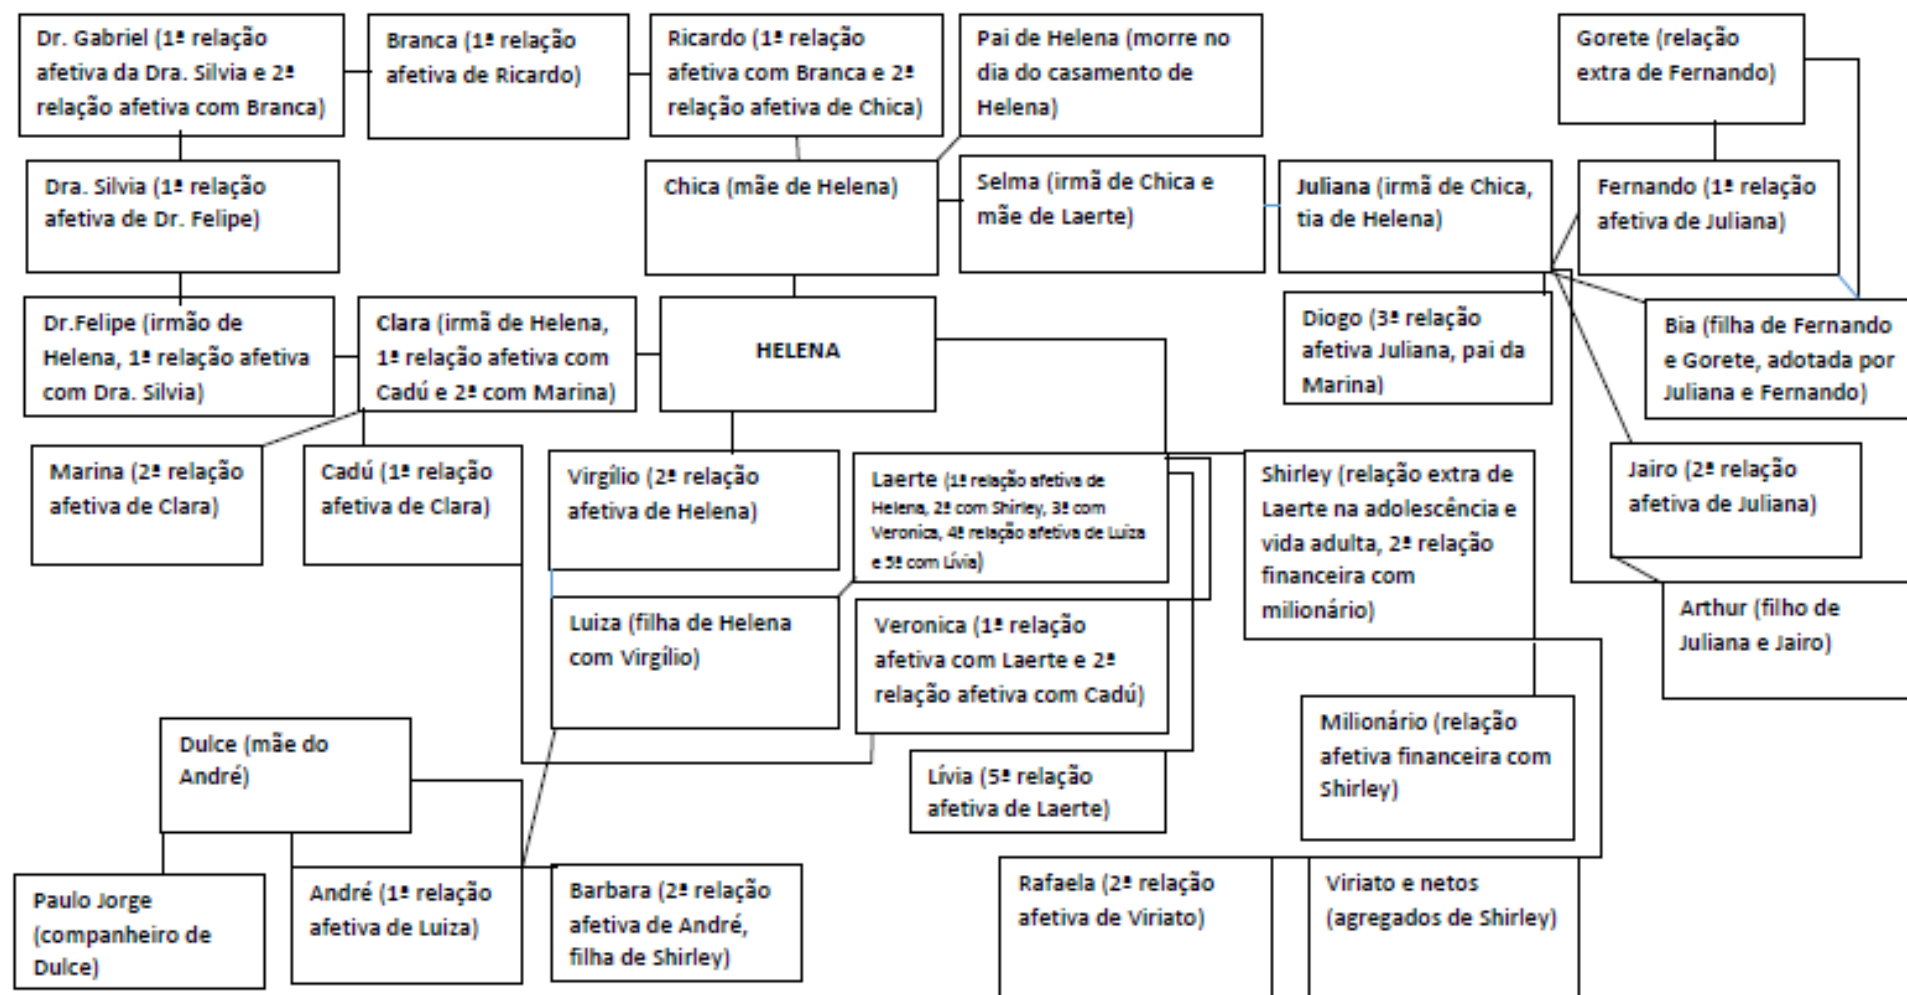 Dr. Gabriel (1ª relação
afetiva da Dra. Silvia e 2ª
relação afetiva com Branca)
Branca (1ª relação
afetiva de Ricardo)
Ricardo (1ª relação
afetiva com Branca e 2ª
relação afetiva de Chica)
Pai de Helena (morre no
dia do casamento de
Helena)
Gorete (relação
extra de Fernando)
Dra. Silvia (1ª relação
afetiva de Dr. Felipe)
Chica (mãe de Helena)
Selma (irmã de Chica e
mãe de Laerte)
Juliana (irmã de Chica,
tia de Helena)
Fernando (1ª relação
afetiva de Juliana)
Dr.Felipe (irmão de
Helena, 1ª relação afetiva
com Dra. Silvia)
Clara (irmã de Helena,
1ª relação afetiva com
Cadú e 2ª com Marina)
HELENA
Diogo (3ª relação
afetiva Juliana, pai da
Marina)
Bia (filha de Fernando
e Gorete, adotada por
Juliana e Fernando)
Marina (2ª relação
afetiva de Clara)
Cadú (1ª relação
afetiva de Clara)
Virgílio (2ª relação
afetiva de Helena)
Laerte (1ª relação afetiva de
Helena, 2ª com Shirley, 3ª com
Veronica, 4ª relação afetiva de Luiza
e 5ª com Lívia)
Shirley (relação extra de
Laerte na adolescência e
vida adulta, 2ª relação
financeira com
milionário)
Jairo (2ª relação
afetiva de Juliana)
Luiza (filha de Helena
com Virgílio)
Veronica (1ª relação
afetiva com Laerte e 2ª
relação afetiva com Cadú)
Arthur (filho de
Juliana e Jairo)
Dulce (mãe do
André)
Lívia (5ª relação
afetiva de Laerte)
Milionário (relação
afetiva financeira com
Shirley)
Paulo Jorge
(companheiro de
Dulce)
André (1ª relação
afetiva de Luiza)
Barbara (2ª relação
afetiva de André,
filha de Shirley)
Rafaela (2ª relação
afetiva de Viriato)
Viriato e netos
(agregados de Shirley)